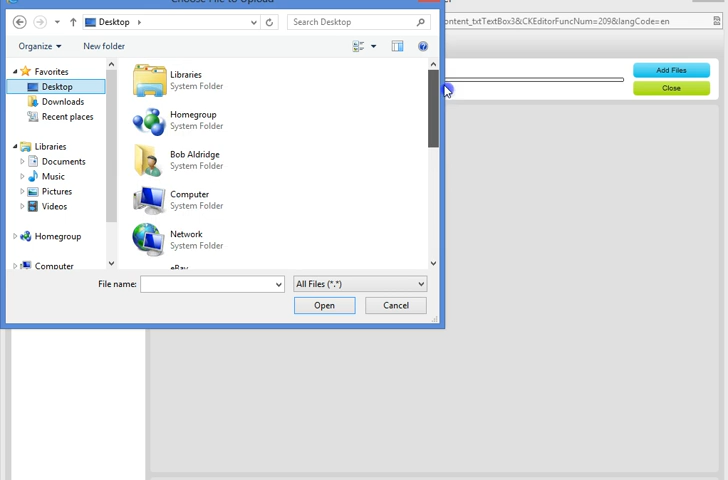 Choose File to Upload
Desktop
Search Desktop
ontent_txtTextBox3&CKEditorFuncNum=209&langCode=en
Organize
New folder
Favorites
Desktop
Downloads
Recent places
Libraries
Documents
Music
Pictures
Videos
Homegroup
Computer
Libraries
System Folder
Homegroup
System Folder
Bob Aldridge
System Folder
Computer
System Folder
Network
System Folder
eBay
Add Files
Close
File name:
All Files (*.*)
Open
Cancel